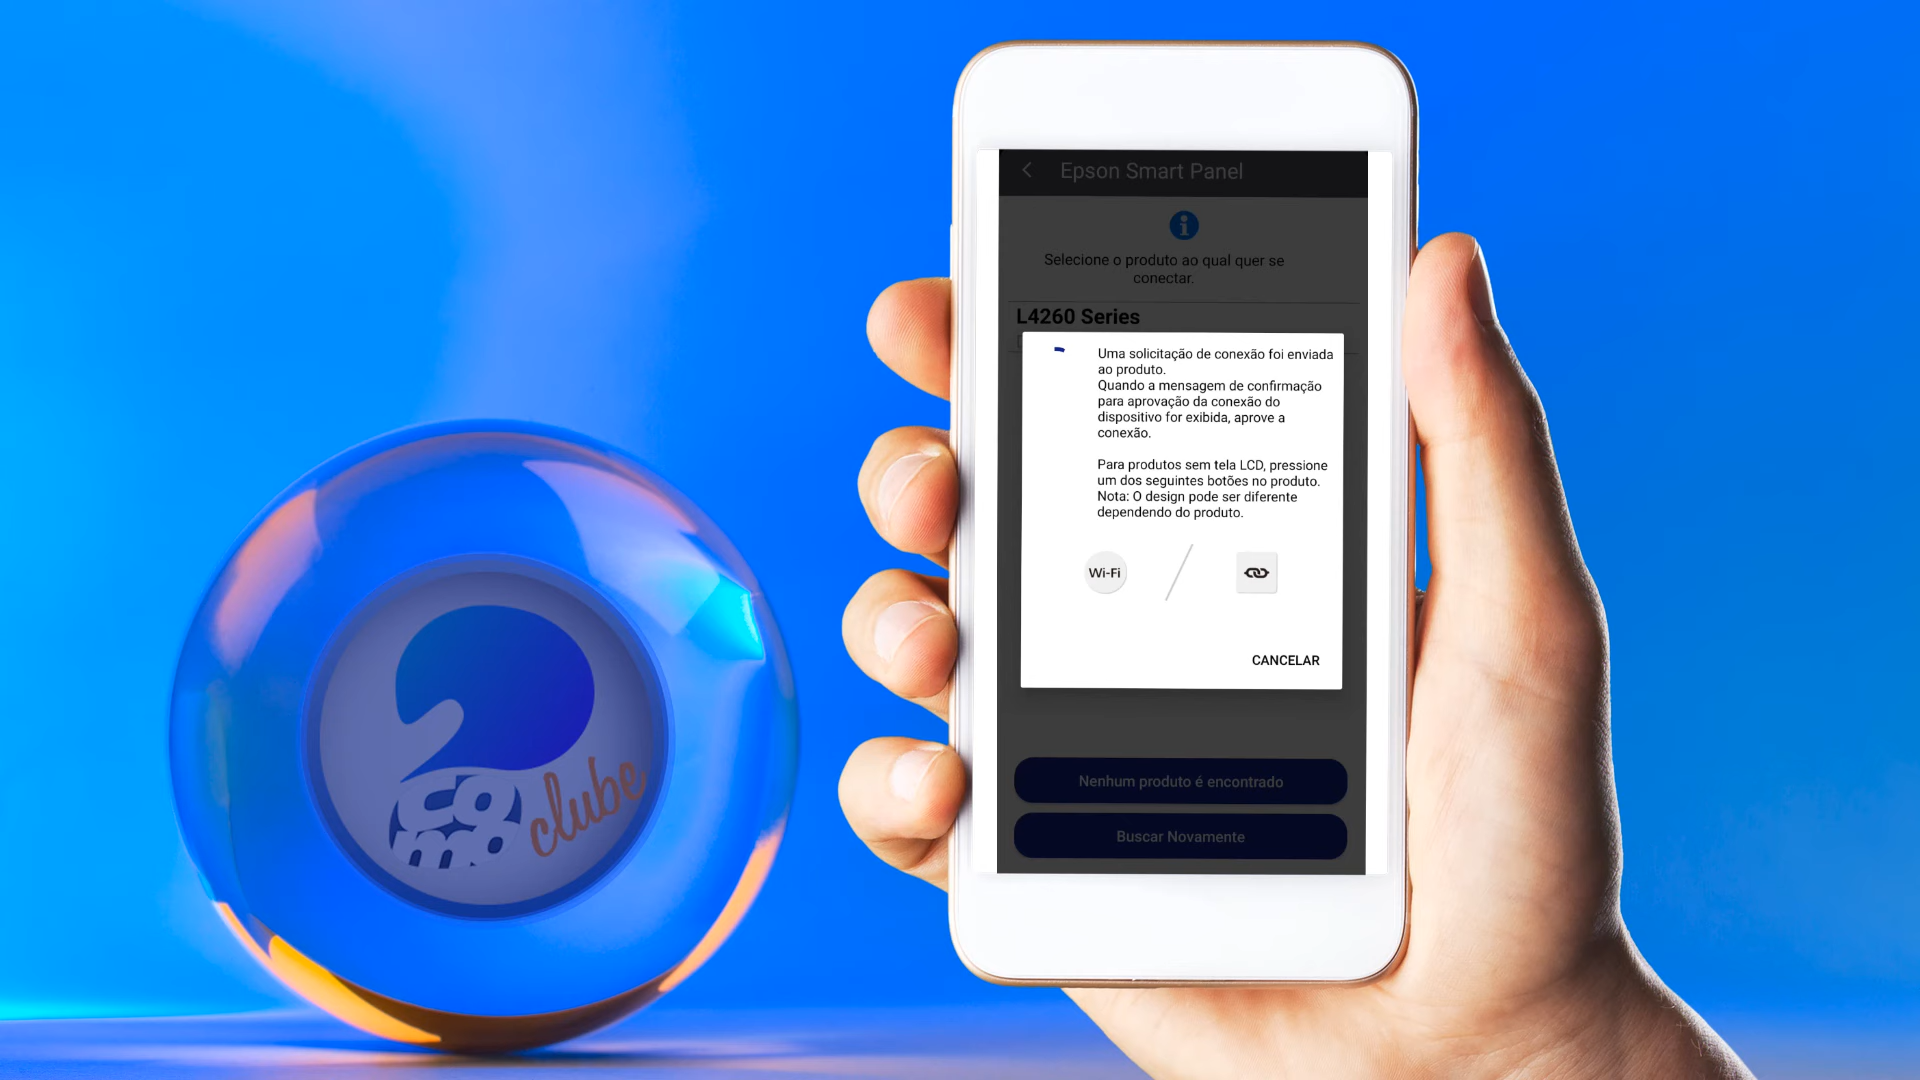 como
clube
Epson Smart Panel
Selecione o produto ao qual quer se
conectar.
L4260 Series
Uma solicitação de conexão foi enviada
ao produto.
Quando a mensagem de confirmação
para aprovação da conexão do
dispositivo for exibida, aprove a
conexão.
Para produtos sem tela LCD, pressione
um dos seguintes botões no produto.
Nota: O design pode ser diferente
dependendo do produto.
Wi-Fi
CANCELAR
Nenhum produto é encontrado
Buscar Novamente